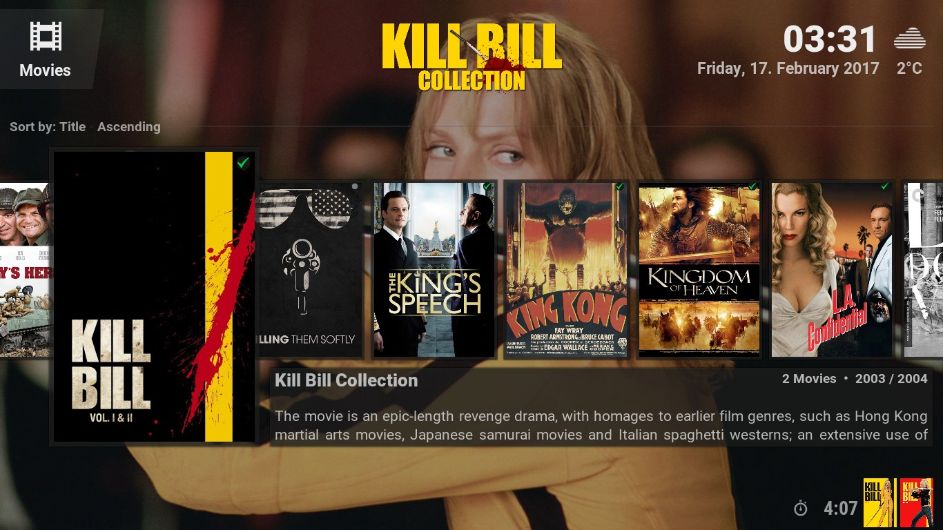 Movies
KILL BILL
COLLECTION
03:31
Friday, 17. February 2017 2°C
Sort by: Title · Ascending
Y'S HER
KILL
BILL
VOL. I & II
LLING THEM SOFTLY
THE KING'S
SPEECH
KING KONG
FAY WRAY
ROBERT ARMSTRONG BRUCE CABOT
EDGAR WALLACE
KINGDOM
OF HEAVEN
L.A.
Confidential
Kill Bill Collection
2 Movies • 2003 / 2004
The movie is an epic-length revenge drama, with homages to earlier film genres, such as Hong Kong
martial arts movies, Japanese samurai movies and Italian spaghetti westerns; an extensive use of
4:07
KILL
BILL
KILL
BILL